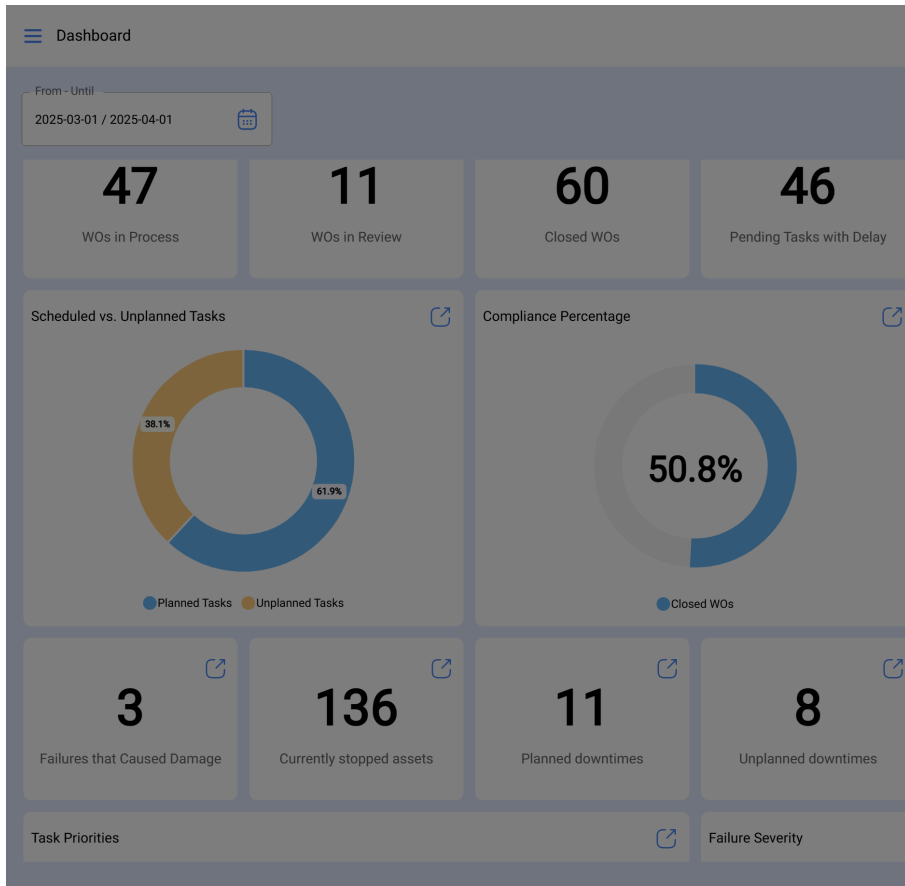 Dashboard
From - Until
2025-03-01 / 2025-04-01
47
WOs in Process
11
WOs in Review
60
Closed WOs
46
Pending Tasks with Delay
Scheduled vs. Unplanned Tasks
38.1%
61.9%
Planned Tasks
Unplanned Tasks
Compliance Percentage
50.8%
Closed WOs
3
Failures that Caused Damage
136
Currently stopped assets
11
Planned downtimes
8
Unplanned downtimes
Task Priorities
Failure Severity